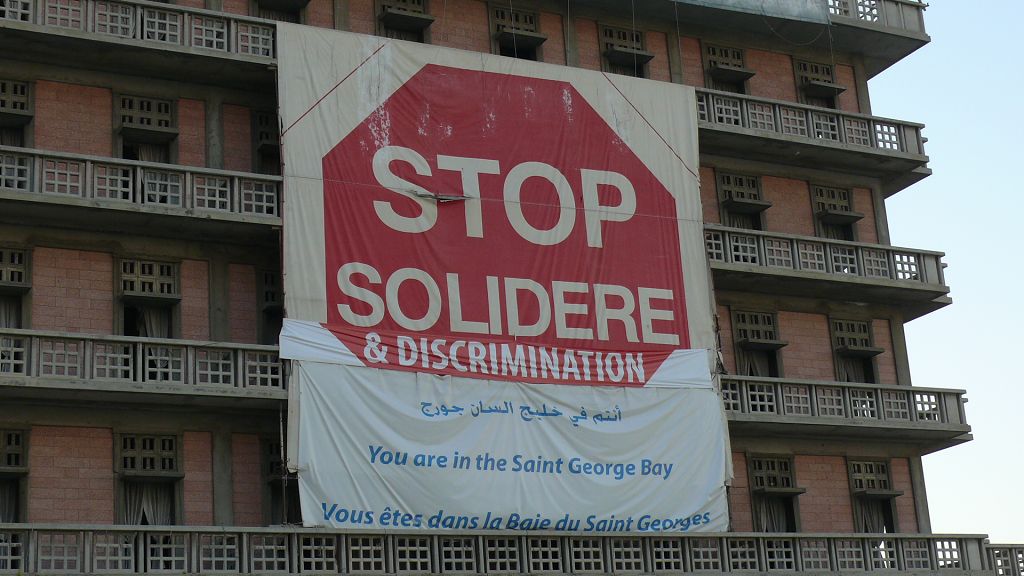 STOP
SOLIDERE
& DISCRIMINATION
أنتم في خليج السان جورج
You are in the Saint George Bay
Vous êtes dans la Baie du Saint Georges